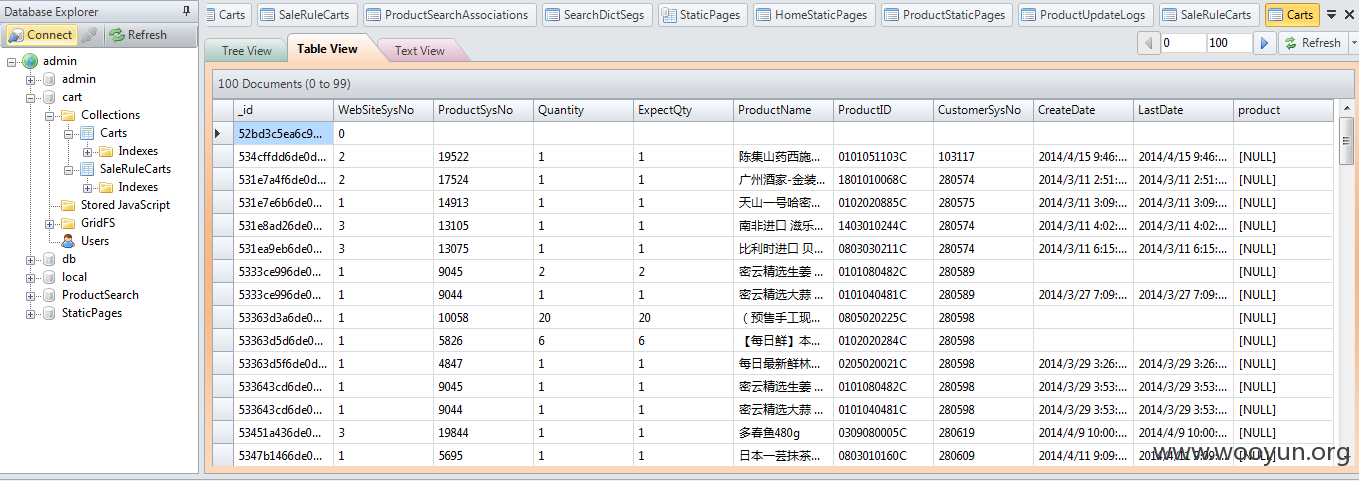 Database Explorer
Connect Refresh
admin
admin
cart
Collections
Carts
Indexes
SaleRuleCarts
Indexes
Stored JavaScript
GridFS
Users
db
local
ProductSearch
StaticPages
Carts SaleRuleCarts ProductSearchAssociations SearchDictSegs StaticPages HomeStaticPages ProductStaticPages ProductUpdateLogs SaleRuleCarts Carts
Tree View Table View Text View 0 100 Refresh
100 Documents (0 to 99)
_id WebSiteSysNo ProductSysNo Quantity ExpectQty ProductName ProductID CustomerSysNo CreateDate LastDate product
52bd3c5ea6c9... 0
534cffdd6de0d... 2 19522 1 1 陈集山药西施... 0101051103C 103117 2014/4/15 9:46:... 2014/4/15 9:46:... [NULL]
531e7a4f6de0d... 2 17524 1 1 广州酒家-金装... 1801010068C 280574 2014/3/11 2:51:... 2014/3/11 2:51:... [NULL]
531e7e6b6de0... 1 14913 1 1 天山一号哈密... 0102020885C 280575 2014/3/11 3:09:... 2014/3/11 3:09:... [NULL]
531e8ad26de0... 3 13105 1 1 南非进口 滋乐... 1403010244C 280574 2014/3/11 4:02:... 2014/3/11 4:02:... [NULL]
531ea9eb6de0... 3 13075 1 1 比利时进口 贝... 0803030211C 280574 2014/3/11 6:15:... 2014/3/11 6:15:... [NULL]
5333ce996de0... 1 9045 2 2 密云精选生姜 ... 0101080482C 280589 [NULL]
5333ce996de0... 1 9044 1 1 密云精选大蒜 ... 0101040481C 280589 2014/3/27 7:09:... 2014/3/27 7:09:... [NULL]
53363d3a6de0... 1 10058 20 20 （预售手工现... 0805020225C 280598 [NULL]
53363d5d6de0... 1 5826 6 6 【每日鲜】本... 0102020284C 280598 [NULL]
53363d5f6de0d... 1 4847 1 1 每日最新鲜林... 0205020021C 280598 2014/3/29 3:26:... 2014/3/29 3:26:... [NULL]
533643cd6de0... 1 9045 1 1 密云精选生姜 ... 0101080482C 280598 2014/3/29 3:53:... 2014/3/29 3:53:... [NULL]
533643cd6de0... 1 9044 1 1 密云精选大蒜 ... 0101040481C 280598 2014/3/29 3:53:... 2014/3/29 3:53:... [NULL]
53451a436de0... 3 19844 1 1 多春鱼480g 0309080005C 280619 2014/4/9 10:00:... 2014/4/9 10:00:... [NULL]
5347b1466de0... 1 5695 1 1 日本一芸抹茶... 0803010160C 280609 2014/4/11 9:09:... 2014/4/11 9:09:... [NULL]
www.wooyun.org